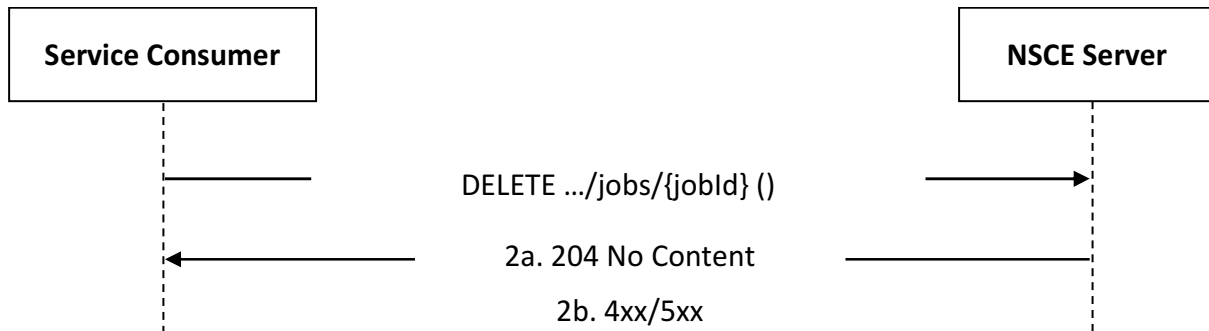 Service Consumer
NSCE Server
DELETE .../jobs/{jobId} ()
2a. 204 No Content
2b. 4xx/5xx